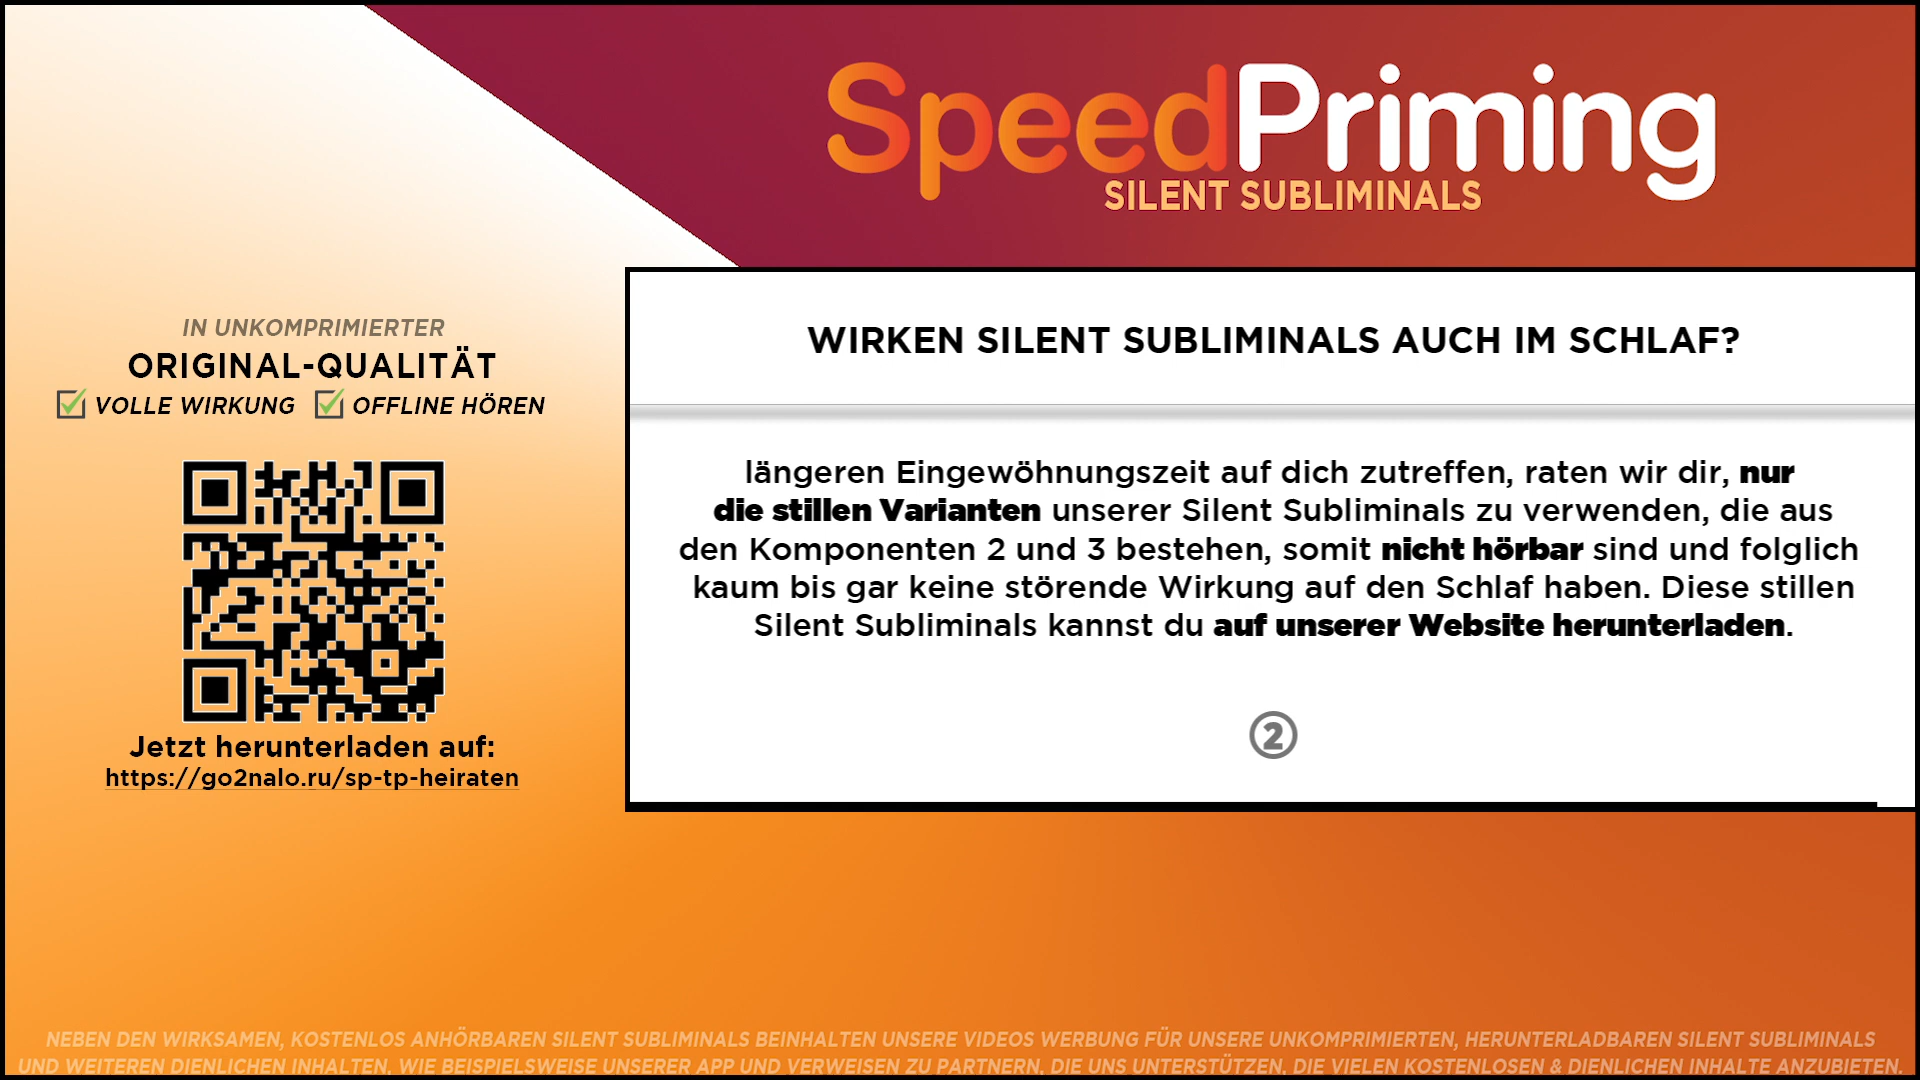 SpeedPriming
SILENT SUBLIMINALS
IN UNKOMPRIMIERTER
ORIGINAL-QUALITÄT
VOLLE WIRKUNG OFFLINE HÖREN
Jetzt herunterladen auf:
https://go2nalo.ru/sp-tp-heiraten
WIRKEN SILENT SUBLIMINALS AUCH IM SCHLAF?
längeren Eingewöhnungszeit auf dich zutreffen, raten wir dir, nur
die stillen Varianten unserer Silent Subliminals zu verwenden, die aus
den Komponenten 2 und 3 bestehen, somit nicht hörbar sind und folglich
kaum bis gar keine störende Wirkung auf den Schlaf haben. Diese stillen
Silent Subliminals kannst du auf unserer Website herunterladen.
2
NEBEN DEN WIRKSAMEN, KOSTENLOS ANHÖRBAREN SILENT SUBLIMINALS BEINHALTEN UNSERE VIDEOS WERBUNG FÜR UNSERE UNKOMPRIMIERTEN, HERUNTERLADBAREN SILENT SUBLIMINALS
UND WEITEREN DIENLICHEN INHALTEN, WIE BEISPIELSWEISE UNSERER APP UND VERWEISEN ZU PARTNERN, DIE UNS UNTERSTÜTZEN, DIE VIELEN KOSTENLOSEN & DIENLICHEN INHALTE ANZUBIETEN.